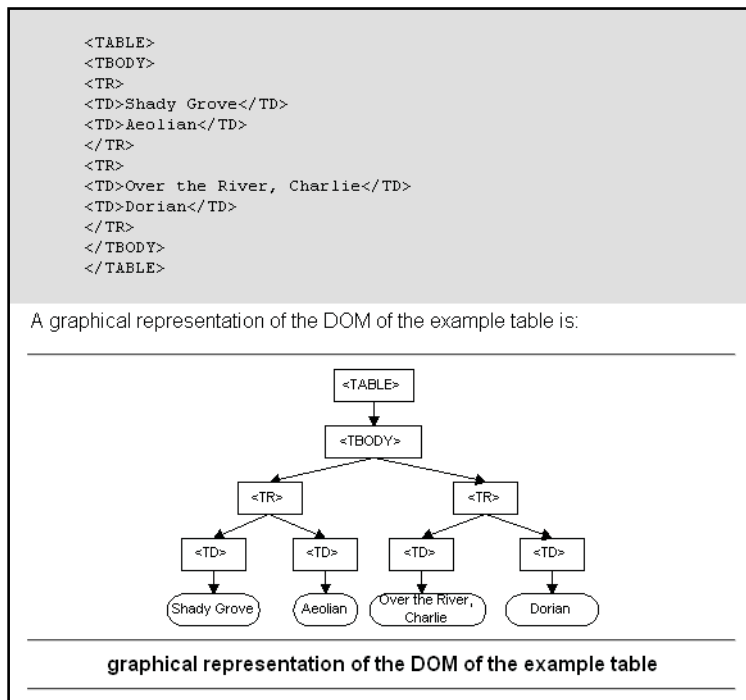 <TABLE>
<TBODY>
<TR>
<TD>Shady Grove</TD>
<TD>Aeolian</TD>
</TR>
<TR>
<TD>Over the River, Charlie</TD>
<TD>Dorian</TD>
</TR>
</TBODY>
</TABLE>
A graphical representation of the DOM of the example table is:
<TABLE>
<TBODY>
<TR> <TR>
<TD> <TD> <TD> <TD>
Shady Grove Aeolian Over the River, Charlie Dorian
graphical representation of the DOM of the example table